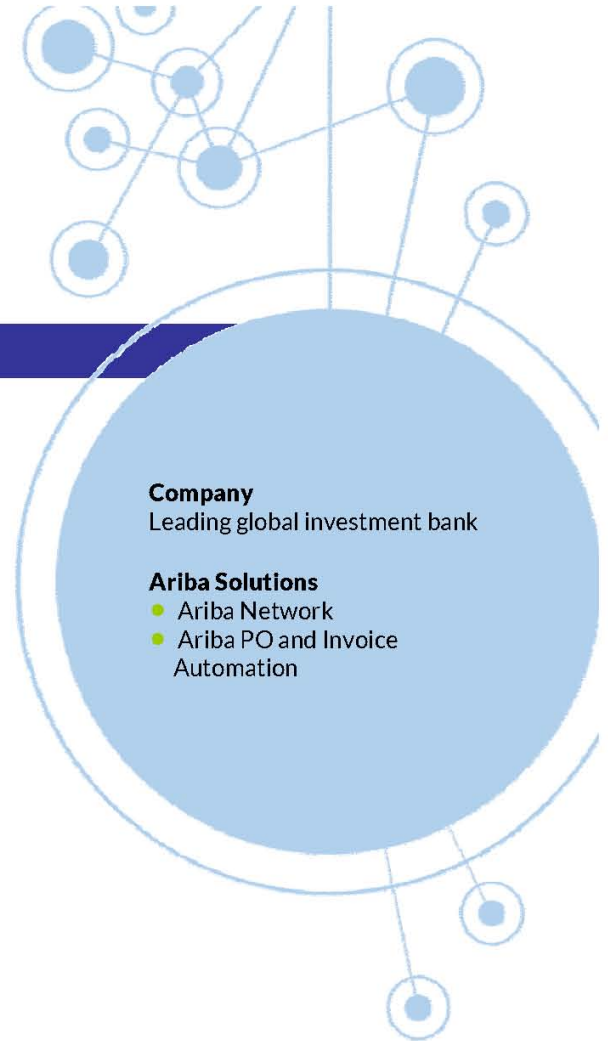 Company
Leading global investment bank
Ariba Solutions
• Ariba Network
• Ariba PO and Invoice
Automation